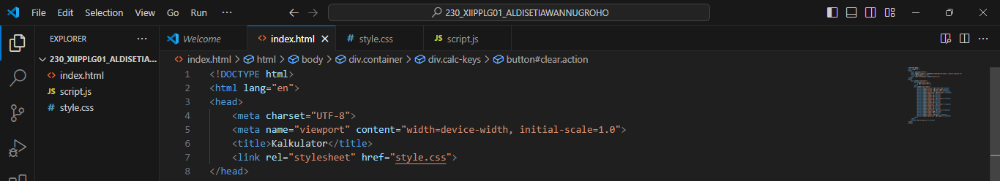 File Edit Selection View Go Run ··· 230_XIIPPLG01_ALDISETIAWANNUGROHO
EXPLORER ···
230_XIIPPLG01_ALDISETIA...
index.html
JS script.js
# style.css
Welcome index.html # style.css JS script.js
index.html > html > body > div.container > div.calc-keys > button#clear.action
1 <!DOCTYPE html>
2 <html lang="en">
3 <head>
4 <meta charset="UTF-8">
5 <meta name="viewport" content="width=device-width, initial-scale=1.0">
6 <title>Kalkulator</title>
7 <link rel="stylesheet" href="style.css">
8 </head>